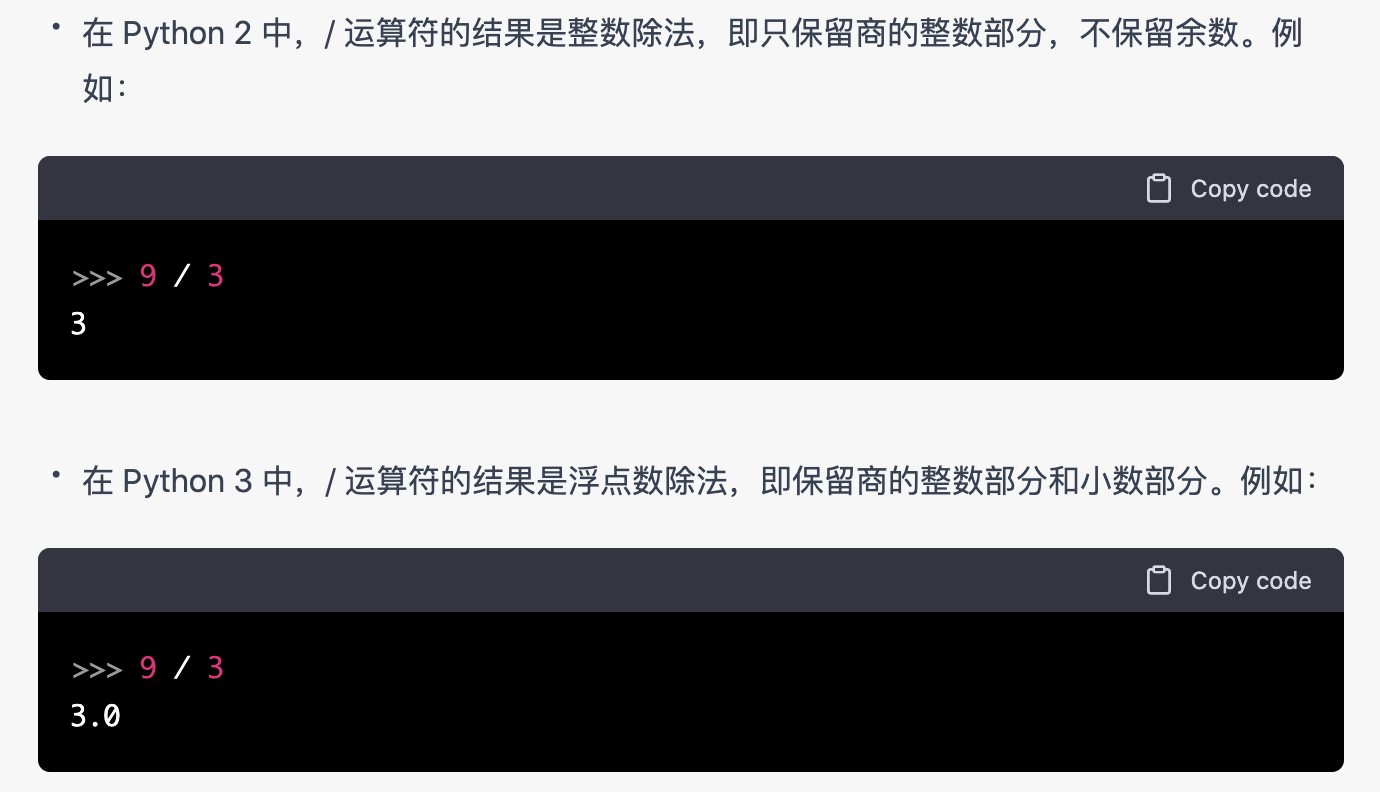 • 在 Python 2 中，/ 运算符的结果是整数除法，即只保留商的整数部分，不保留余数。例
如：
Copy code
>>> 9 / 3
3
• 在 Python 3 中，/ 运算符的结果是浮点数除法，即保留商的整数部分和小数部分。例如：
Copy code
>>> 9 / 3
3.0